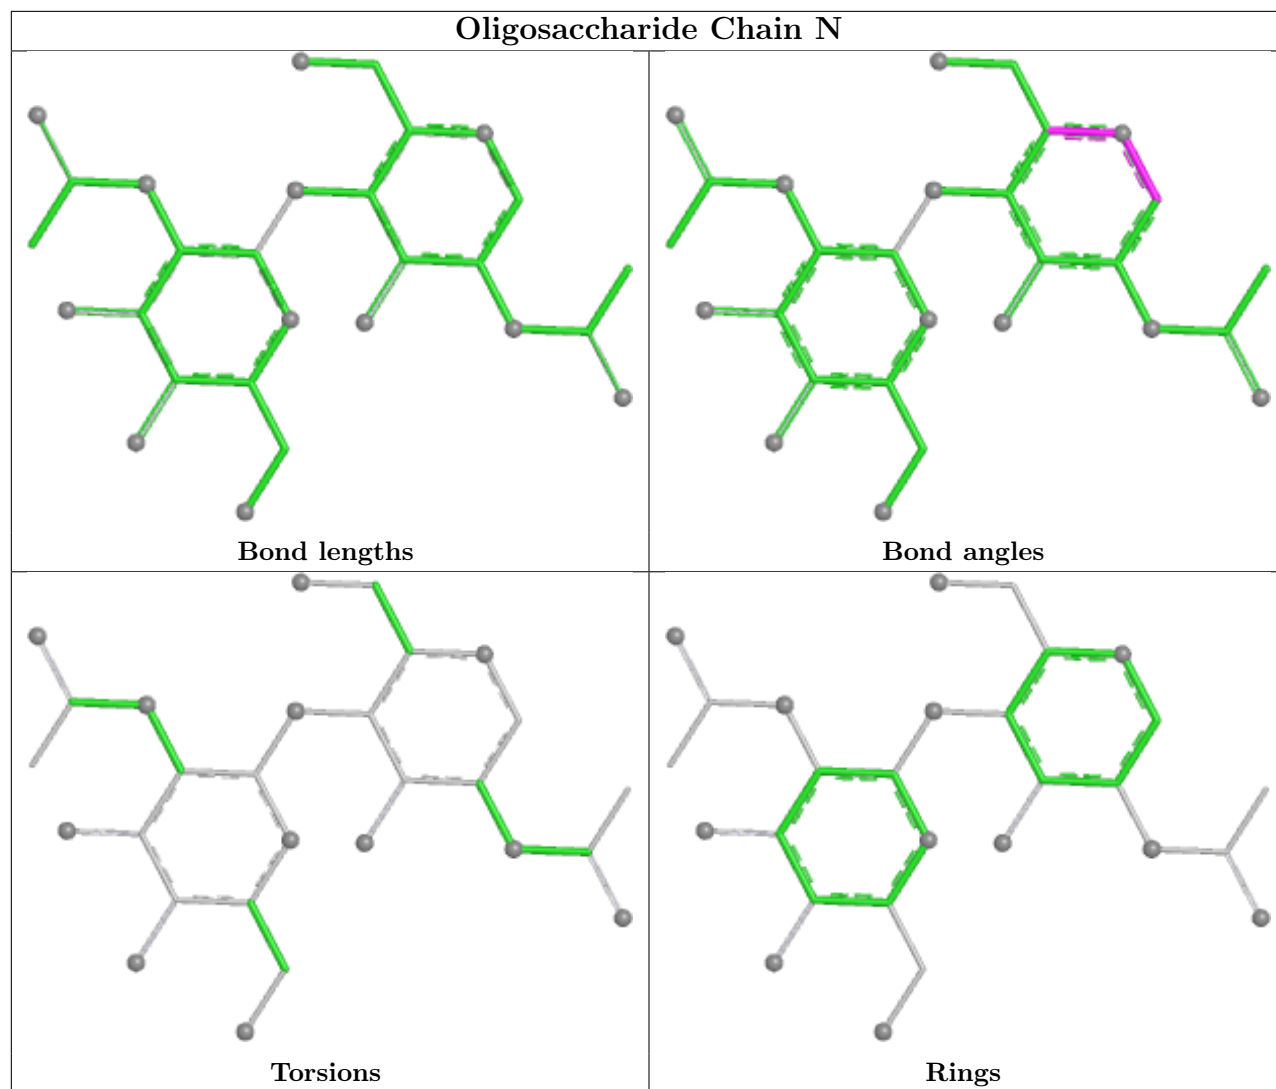 Oligosaccharide Chain N
Bond lengths
Bond angles
Torsions
Rings